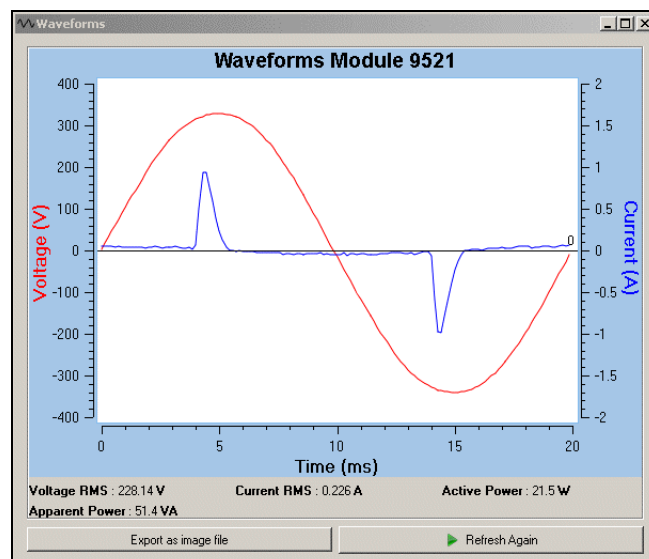 Waveforms
Waveforms Module 9521
400
300
200
100
0
-100
-200
-300
-400
Voltage (V)
2
1.5
1
0.5
0
-0.5
-1
-1.5
-2
Current (A)
0
0 5 10 15 20
Time (ms)
Voltage RMS : 228.14 V Current RMS : 0.226 A Active Power : 21.5 W
Apparent Power : 51.4 VA
Export as image file Refresh Again